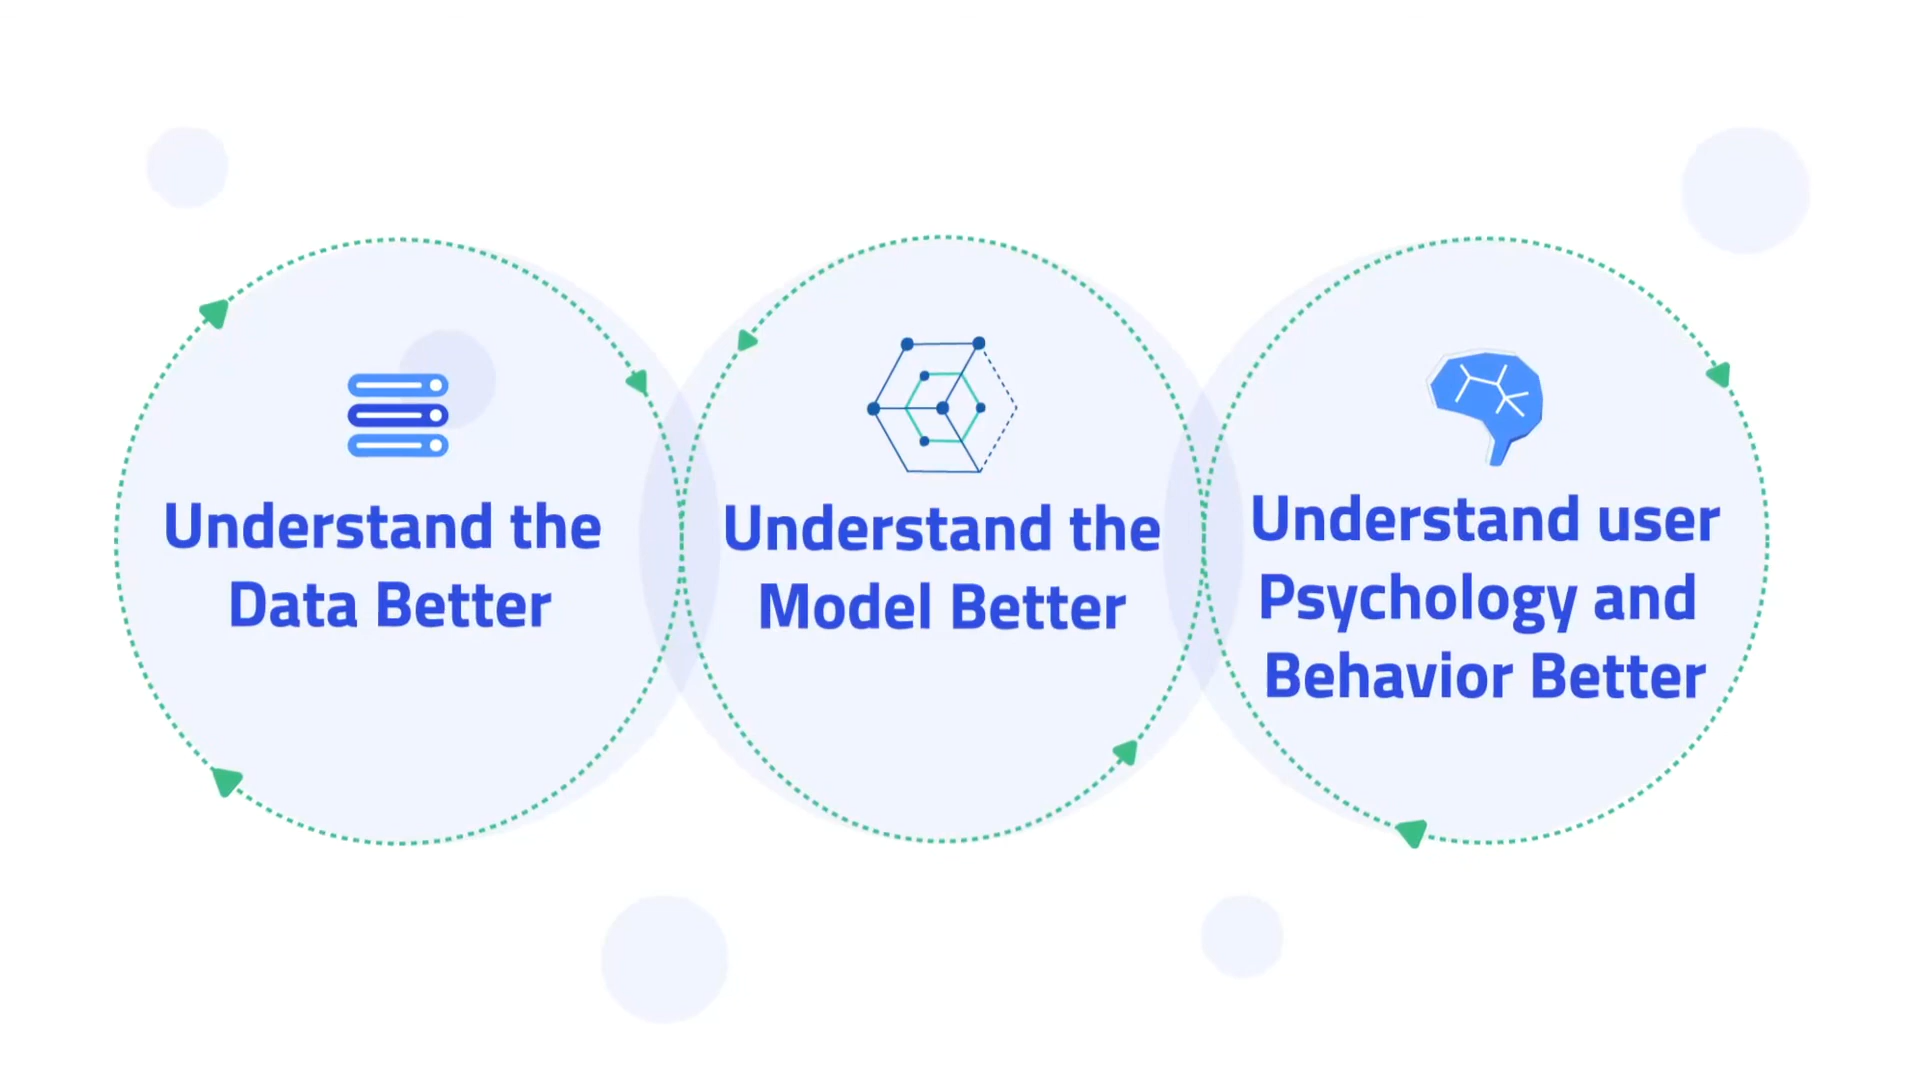 Understand the
Data Better
Understand the
Model Better
Understand user
Psychology and
Behavior Better